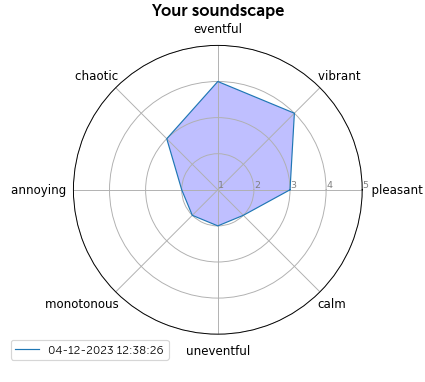 Your soundscape
eventful
chaotic
vibrant
annoying
1
2
3
4
5
pleasant
monotonous
calm
uneventful
04-12-2023 12:38:26